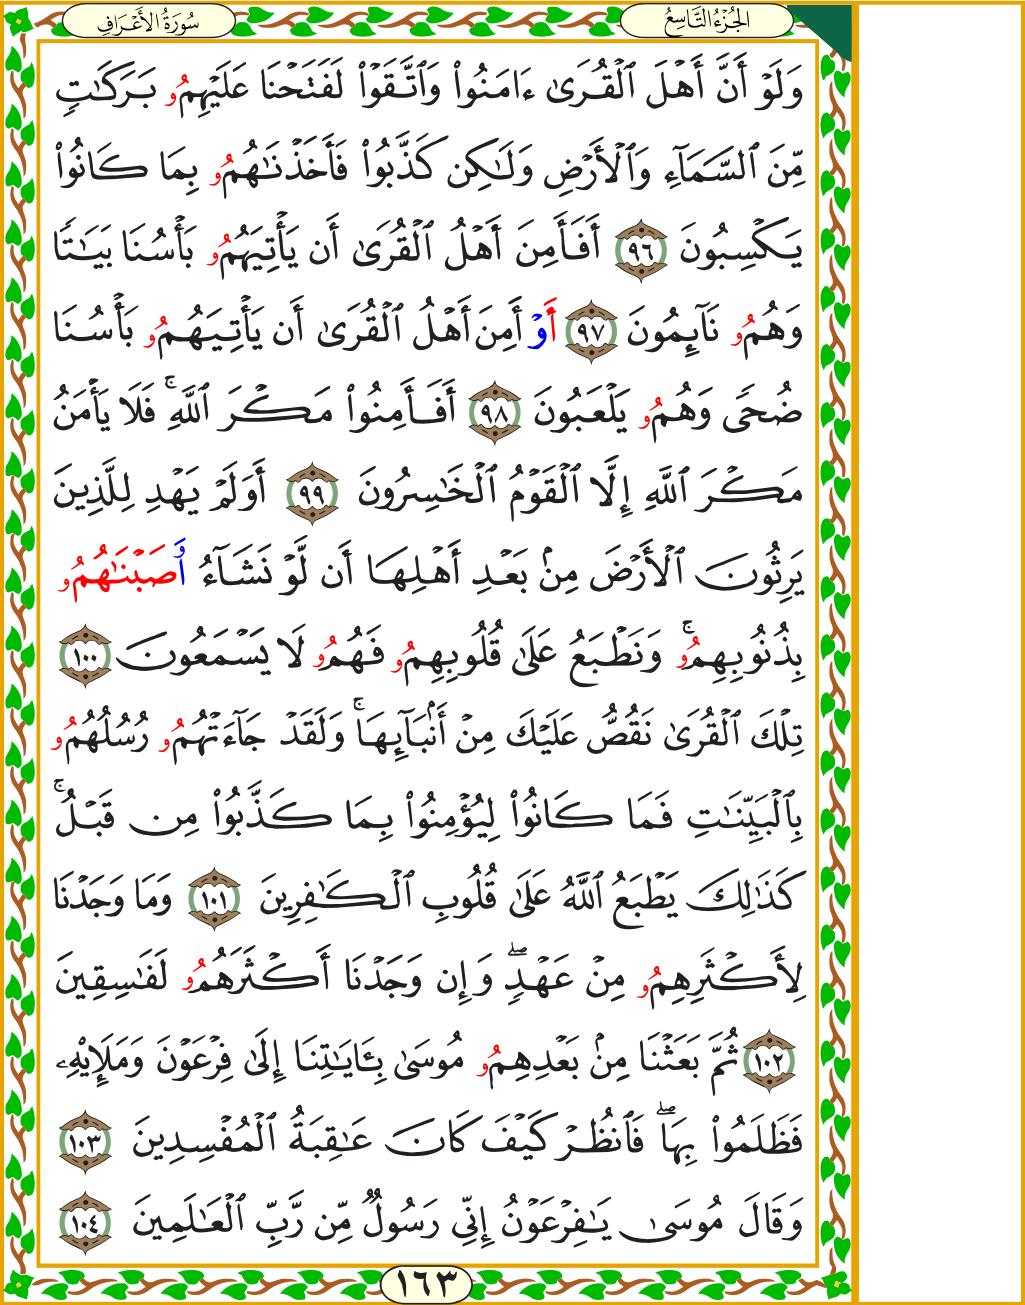 سُورَةُ الأَعْرَافِ
الجُزْءُ التَّاسِعُ
وَلَوْ أَنَّ أَهْلَ ٱلْقُرَىٰ ءَامَنُوا۟ وَٱتَّقَوْا۟ لَفَتَحْنَا عَلَيْهِمُو بَرَكَٰتٍ
مِّنَ ٱلسَّمَآءِ وَٱلْأَرْضِ وَلَٰكِن كَذَّبُوا۟ فَأَخَذْنَٰهُمُو بِمَا كَانُوا۟
يَكْسِبُونَ ٩٦ أَفَأَمِنَ أَهْلُ ٱلْقُرَىٰ أَن يَأْتِيَهُمُو بَأْسُنَا بَيَٰتًا
وَهُمُو نَآئِمُونَ ٩٧ أَوْ أَمِنَ أَهْلُ ٱلْقُرَىٰ أَن يَأْتِيَهُمُو بَأْسُنَا
ضُحًى وَهُمُو يَلْعَبُونَ ٩٨ أَفَأَمِنُوا۟ مَكْرَ ٱللَّهِ ۚ فَلَا يَأْمَنُ
مَكْرَ ٱللَّهِ إِلَّا ٱلْقَوْمُ ٱلْخَٰسِرُونَ ٩٩ أَوَلَمْ يَهْدِ لِلَّذِينَ
يَرِثُونَ ٱلْأَرْضَ مِنۢ بَعْدِ أَهْلِهَا أَن لَّوْ نَشَآءُ أَصَبْنَٰهُمُو
بِذُنُوبِهِمُو ۚ وَنَطْبَعُ عَلَىٰ قُلُوبِهِمُو فَهُمُو لَا يَسْمَعُونَ ١٠٠
تِلْكَ ٱلْقُرَىٰ نَقُصُّ عَلَيْكَ مِنْ أَنۢبَآئِهَا ۚ وَلَقَدْ جَآءَتْهُمُو رُسُلُهُمُو
بِٱلْبَيِّنَٰتِ فَمَا كَانُوا۟ لِيُؤْمِنُوا۟ بِمَا كَذَّبُوا۟ مِن قَبْلُ ۚ
كَذَٰلِكَ يَطْبَعُ ٱللَّهُ عَلَىٰ قُلُوبِ ٱلْكَٰفِرِينَ ١٠١ وَمَا وَجَدْنَا
لِأَكْثَرِهِمُو مِنْ عَهْدٍ ۖ وَإِن وَجَدْنَا أَكْثَرَهُمُو لَفَٰسِقِينَ
١٠٢ ثُمَّ بَعَثْنَا مِنۢ بَعْدِهِمُو مُوسَىٰ بِـَٔايَٰتِنَا إِلَىٰ فِرْعَوْنَ وَمَلَإِي۟هِۦ
فَظَلَمُوا۟ بِهَا ۖ فَٱنظُرْ كَيْفَ كَانَ عَٰقِبَةُ ٱلْمُفْسِدِينَ ١٠٣
وَقَالَ مُوسَىٰ يَٰفِرْعَوْنُ إِنِّي رَسُولٌ مِّن رَّبِّ ٱلْعَٰلَمِينَ ١٠٤
١٦٣